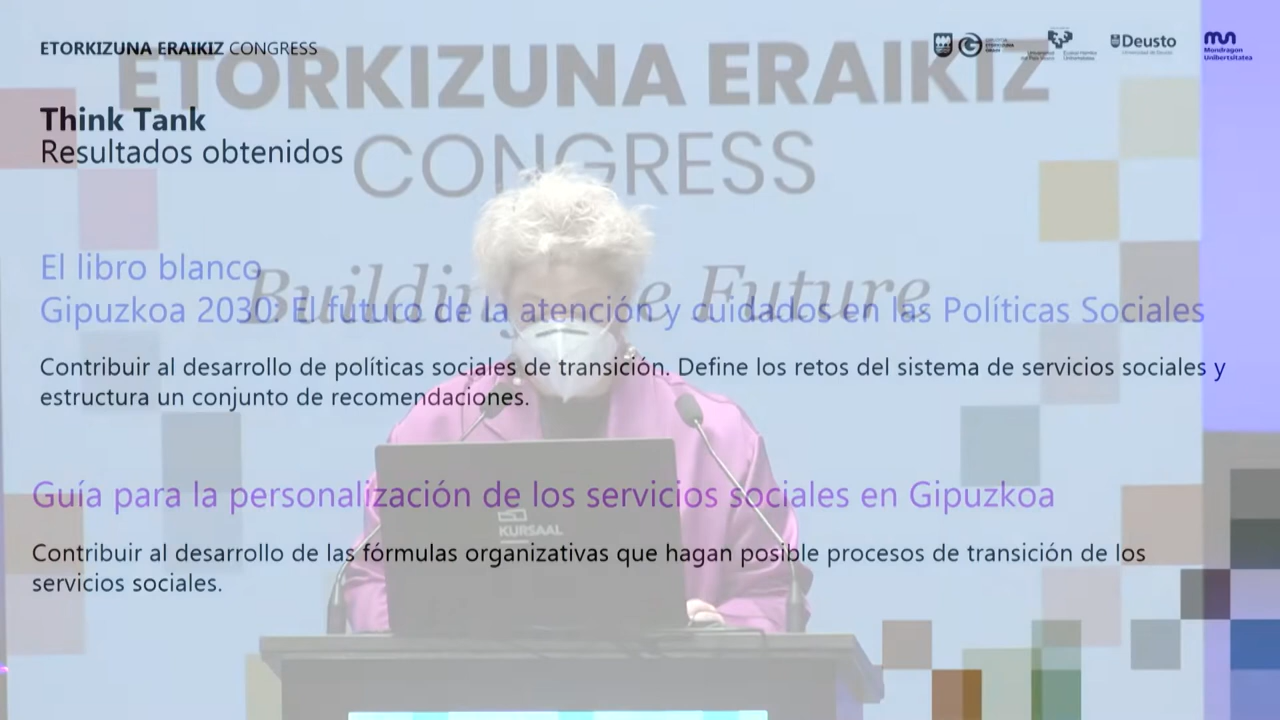 ETORKIZUNA ERAIKIZ CONGRESS
Deusto
Mondragon
Unibertsitatea
ETORKIZUNA ERAIKIZ
CONGRESS
Think Tank
Resultados obtenidos
El libro blanco
Building the Future
Gipuzkoa 2030: El futuro de la atención y cuidados en las Políticas Sociales
Contribuir al desarrollo de políticas sociales de transición. Define los retos del sistema de servicios sociales y
estructura un conjunto de recomendaciones.
Guía para la personalización de los servicios sociales en Gipuzkoa
KURSAAL
Contribuir al desarrollo de las fórmulas organizativas que hagan posible procesos de transición de los
servicios sociales.